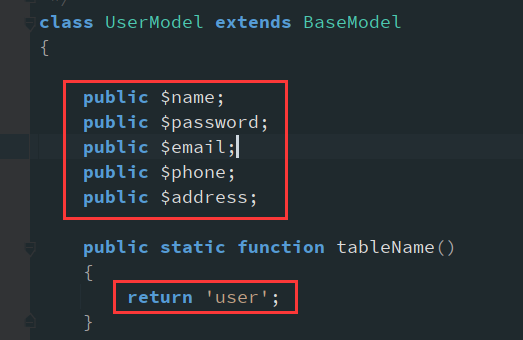 class UserModel extends BaseModel
{
public $name;
public $password;
public $email;
public $phone;
public $address;
public static function tableName()
{
return 'user';
}